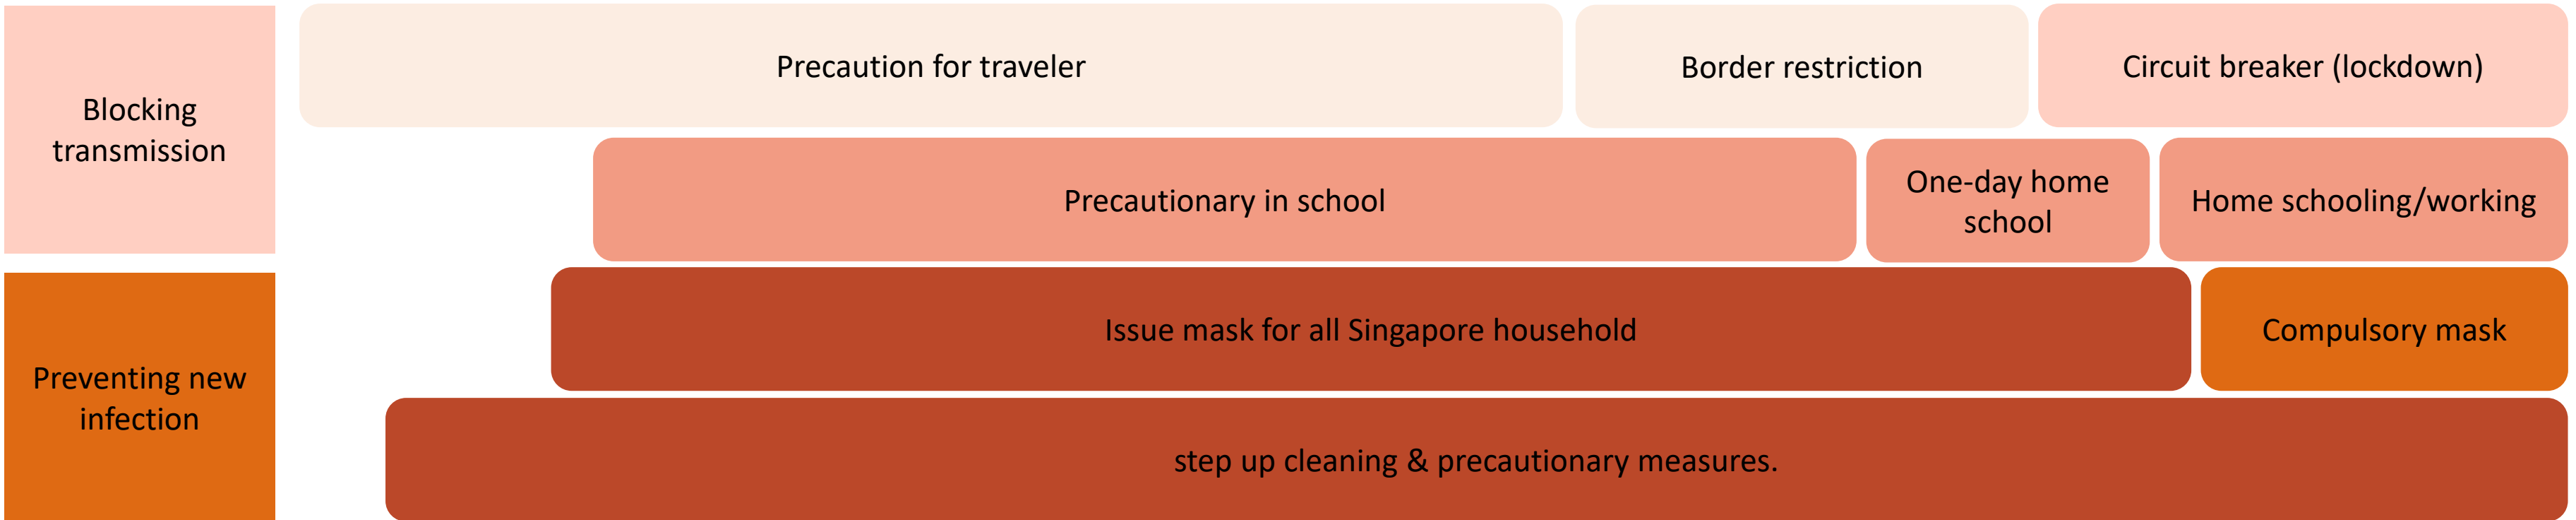 Blocking
transmission
Precaution for traveler
Border restriction
Circuit breaker (lockdown)
Precautionary in school
One-day home
school
Home schooling/working
Preventing new
infection
Issue mask for all Singapore household
Compulsory mask
step up cleaning & precautionary measures.